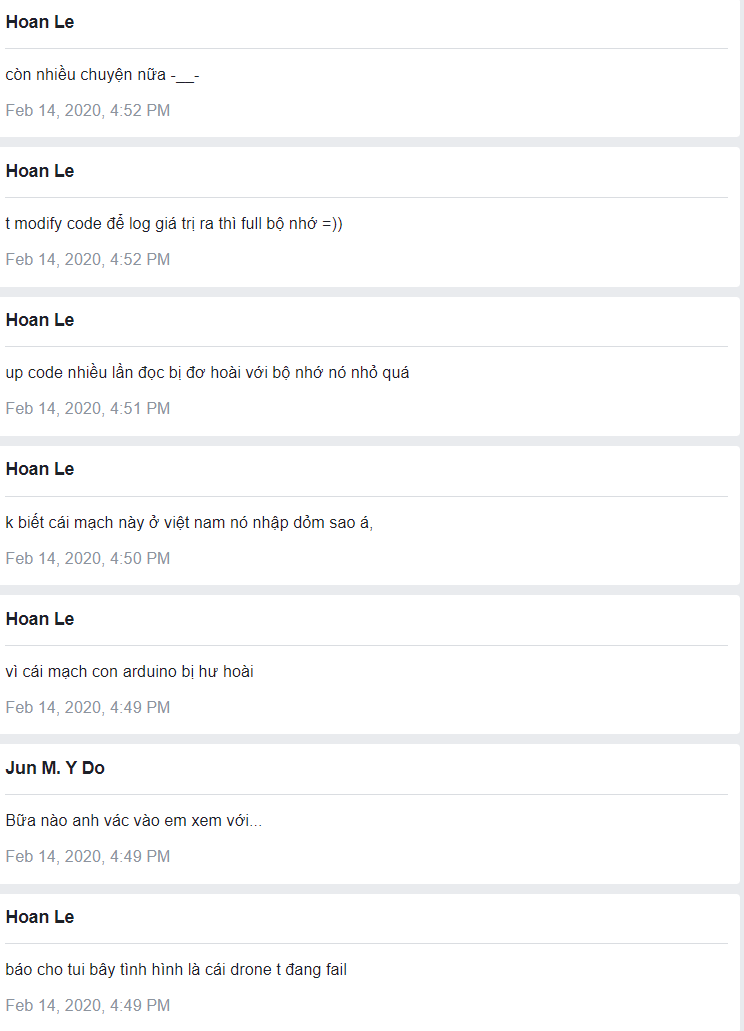 Hoan Le
còn nhiều chuyện nữa -__-
Feb 14, 2020, 4:52 PM
Hoan Le
t modify code để log giá trị ra thì full bộ nhớ =))
Feb 14, 2020, 4:52 PM
Hoan Le
up code nhiều lần đọc bị đơ hoài với bộ nhớ nó nhỏ quá
Feb 14, 2020, 4:51 PM
Hoan Le
k biết cái mạch này ở việt nam nó nhập dỏm sao á,
Feb 14, 2020, 4:50 PM
Hoan Le
vì cái mạch con arduino bị hư hoài
Feb 14, 2020, 4:49 PM
Jun M. Y Do
Bữa nào anh vác vào em xem với...
Feb 14, 2020, 4:49 PM
Hoan Le
báo cho tui bây tình hình là cái drone t đang fail
Feb 14, 2020, 4:49 PM